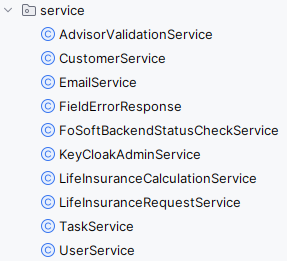 service
AdvisorValidationService
CustomerService
EmailService
FieldErrorResponse
FoSoftBackendStatusCheckService
KeyCloakAdminService
LifeInsuranceCalculationService
LifeInsuranceRequestService
TaskService
UserService